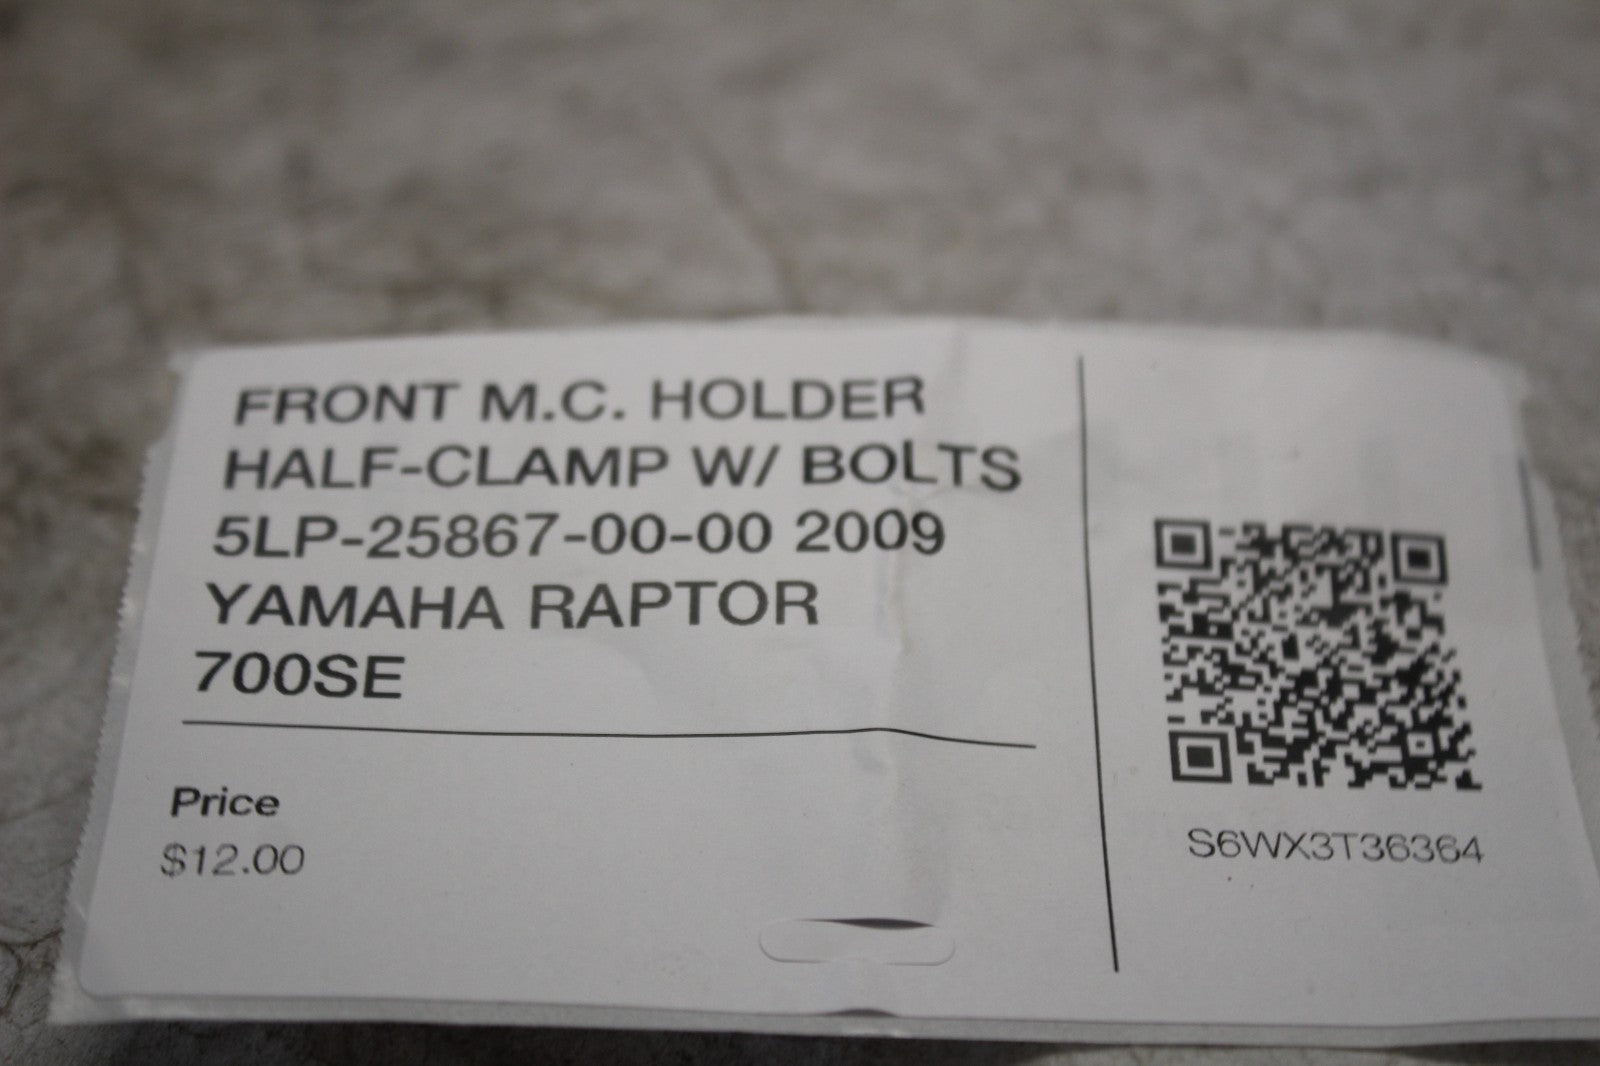 FRONT M.C. HOLDER
HALF-CLAMP W/ BOLTS
5LP-25867-00-00 2009
YAMAHA RAPTOR
700SE
Price
$12.00
S6WX3T36364